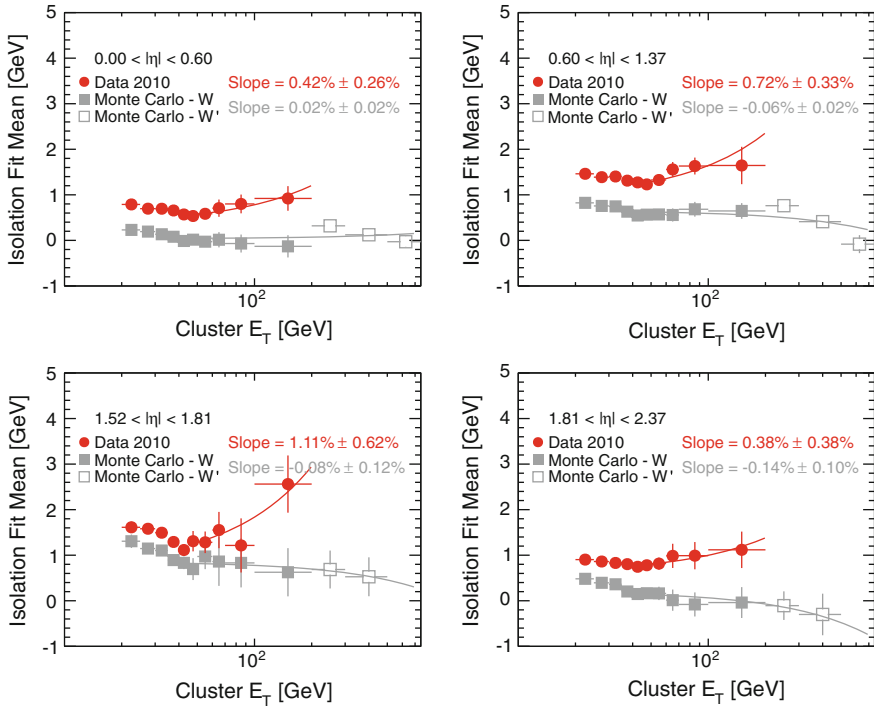 5
4
3
2
1
0
-1
Isolation Fit Mean [GeV]
0.00 < |η| < 0.60
Data 2010
Monte Carlo - W
Monte Carlo - W'
Slope = 0.42% ± 0.26%
Slope = 0.02% ± 0.02%
10²
Cluster E_T [GeV]
5
4
3
2
1
0
-1
Isolation Fit Mean [GeV]
0.60 < |η| < 1.37
Data 2010
Monte Carlo - W
Monte Carlo - W'
Slope = 0.72% ± 0.33%
Slope = -0.06% ± 0.02%
10²
Cluster E_T [GeV]
5
4
3
2
1
0
-1
Isolation Fit Mean [GeV]
1.52 < |η| < 1.81
Data 2010
Monte Carlo - W
Monte Carlo - W'
Slope = 1.11% ± 0.62%
Slope = -0.08% ± 0.12%
10²
Cluster E_T [GeV]
5
4
3
2
1
0
-1
Isolation Fit Mean [GeV]
1.81 < |η| < 2.37
Data 2010
Monte Carlo - W
Monte Carlo - W'
Slope = 0.38% ± 0.38%
Slope = -0.14% ± 0.10%
10²
Cluster E_T [GeV]